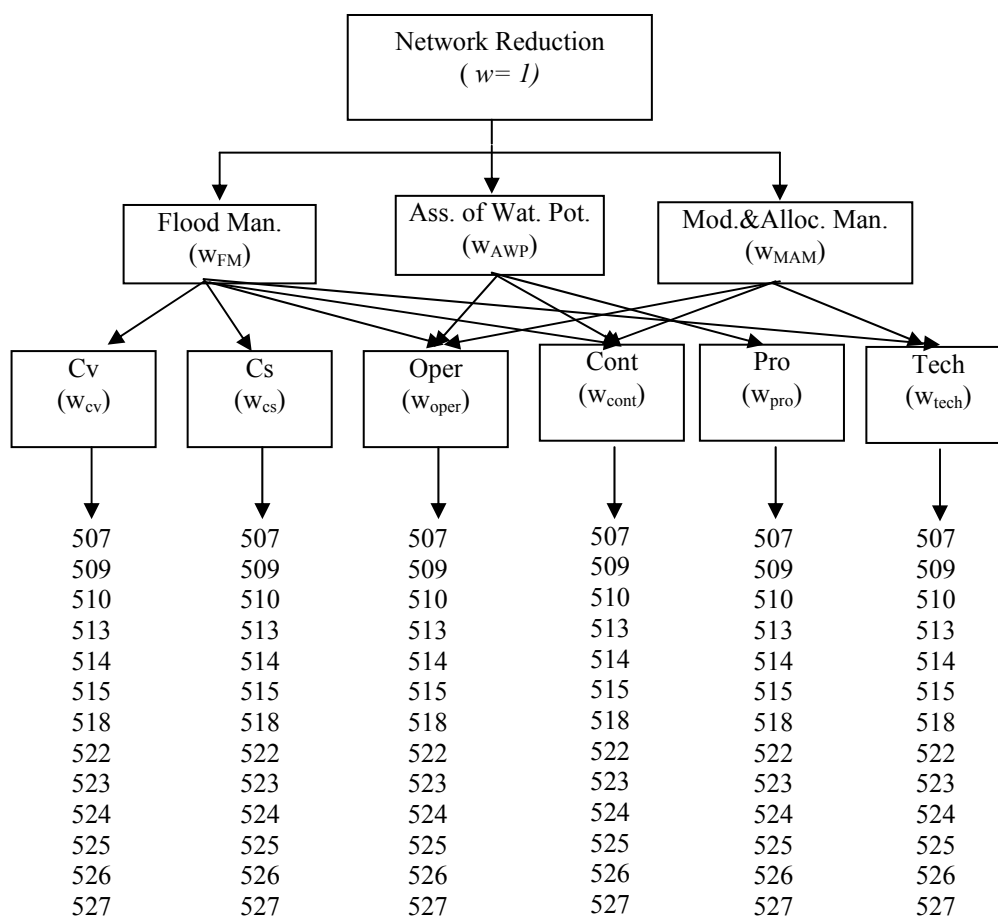 Network Reduction
( w= 1)
Flood Man.
(wFM)
Ass. of Wat. Pot.
(wAWP)
Mod.&Alloc. Man.
(wMAM)
Cv
(wcv)
Cs
(wcs)
Oper
(woper)
Cont
(wcont)
Pro
(wpro)
Tech
(wtech)
507 507 507 507 507 507
509 509 509 509 509 509
510 510 510 510 510 510
513 513 513 513 513 513
514 514 514 514 514 514
515 515 515 515 515 515
518 518 518 518 518 518
522 522 522 522 522 522
523 523 523 523 523 523
524 524 524 524 524 524
525 525 525 525 525 525
526 526 526 526 526 526
527 527 527 527 527 527